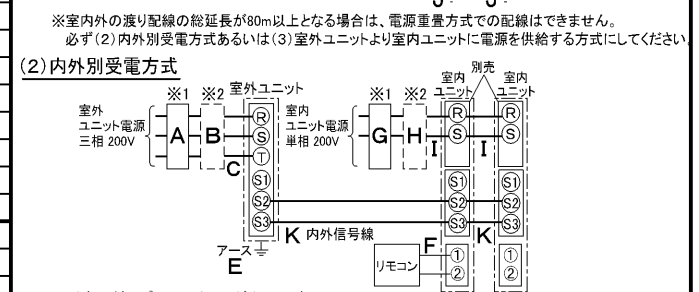 ※室内外の渡り配線の総延長が80m以上となる場合は、電源重畳方式での配線はできません。
必ず(2)内外別受電方式あるいは(3)室外ユニットより室内ユニットに電源を供給する方式にしてください
(2)内外別受電方式
別売
※1 ※2 室外ユニット ※1 ※2 室内ユニット 室内ユニット
室外
ユニット電源
三相 200V
A B C
R
S
T
S1
S2
S3
室内
ユニット電源
単相 200V
G H I I
R R
S S
S1 S1
S2 S2
S3 S3
K 内外信号線 F K
アース
E
リモコン
① ①
② ②